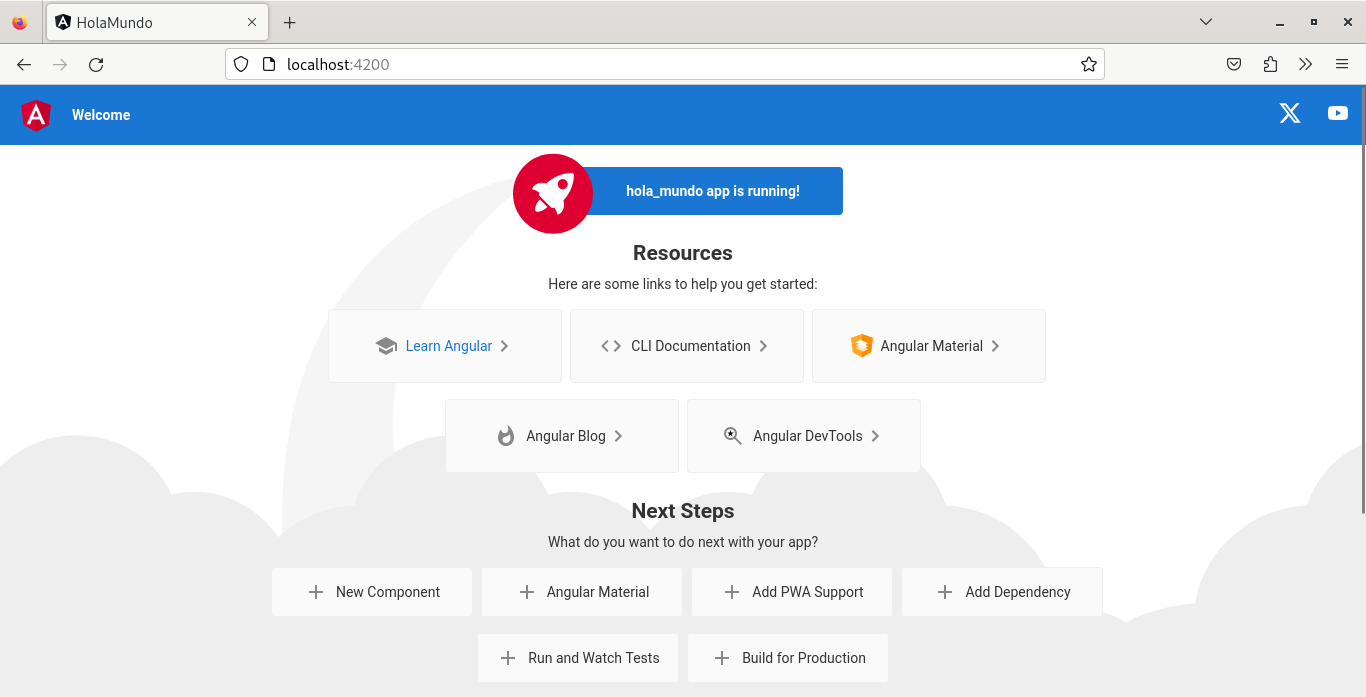 HolaMundo
localhost:4200
Welcome
hola_mundo app is running!
Resources
Here are some links to help you get started:
Learn Angular
CLI Documentation
Angular Material
Angular Blog
Angular DevTools
Next Steps
What do you want to do next with your app?
New Component
Angular Material
Add PWA Support
Add Dependency
Run and Watch Tests
Build for Production